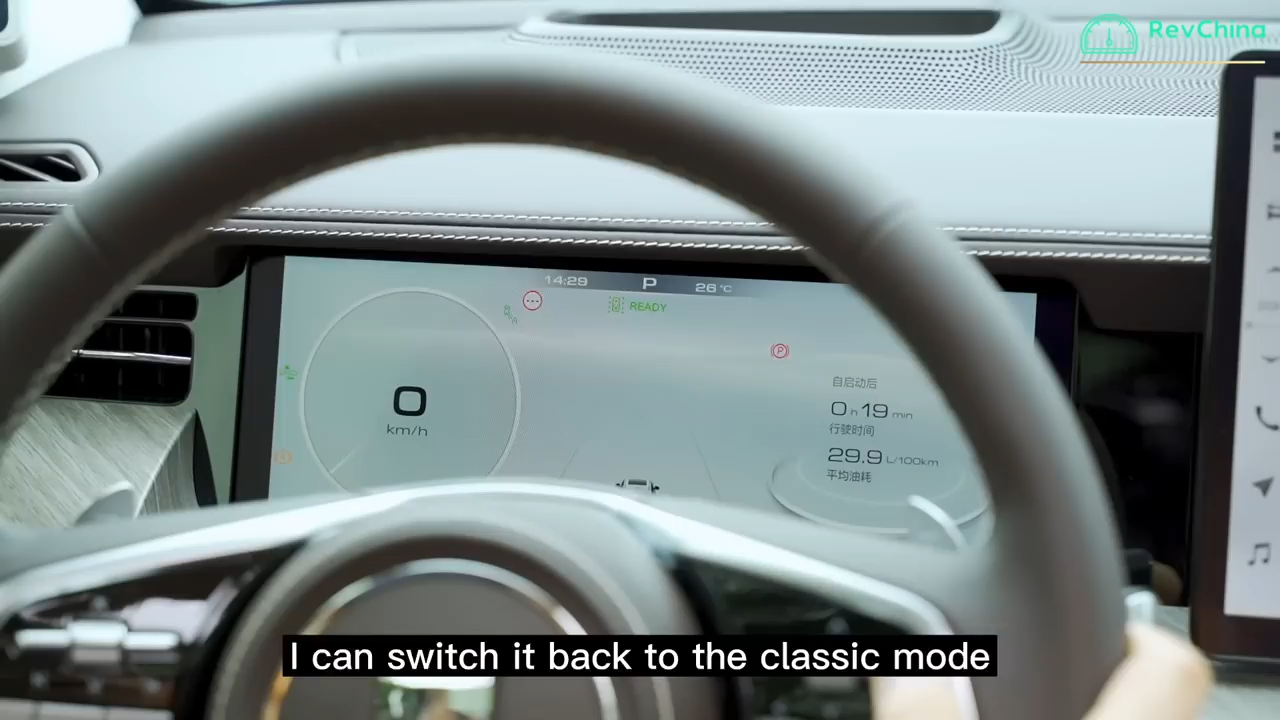 RevChina
14:29 P 26 °C
READY
自启动后
0 h 19 min
行驶时间
29.9 L/100km
平均油耗
0
km/h
I can switch it back to the classic mode